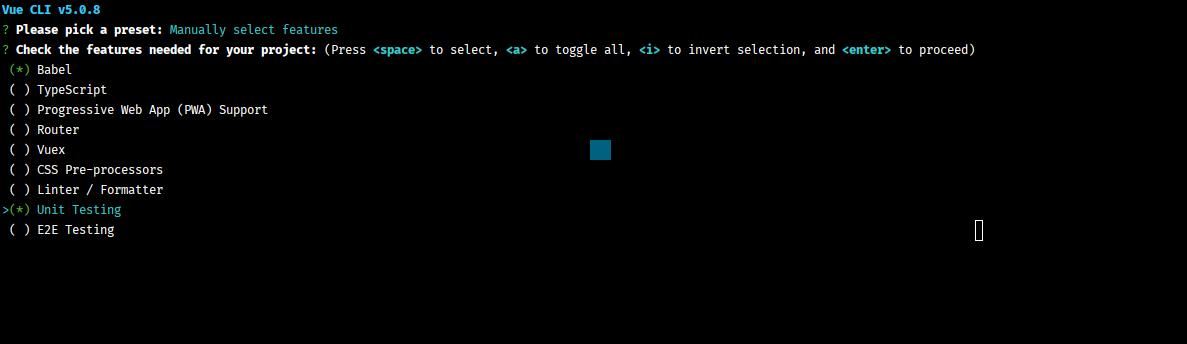 Vue CLI v5.0.8
? Please pick a preset: Manually select features
? Check the features needed for your project: (Press <space> to select, <a> to toggle all, <i> to invert selection, and <enter> to proceed)
(*) Babel
( ) TypeScript
( ) Progressive Web App (PWA) Support
( ) Router
( ) Vuex
( ) CSS Pre-processors
( ) Linter / Formatter
>(*) Unit Testing
( ) E2E Testing